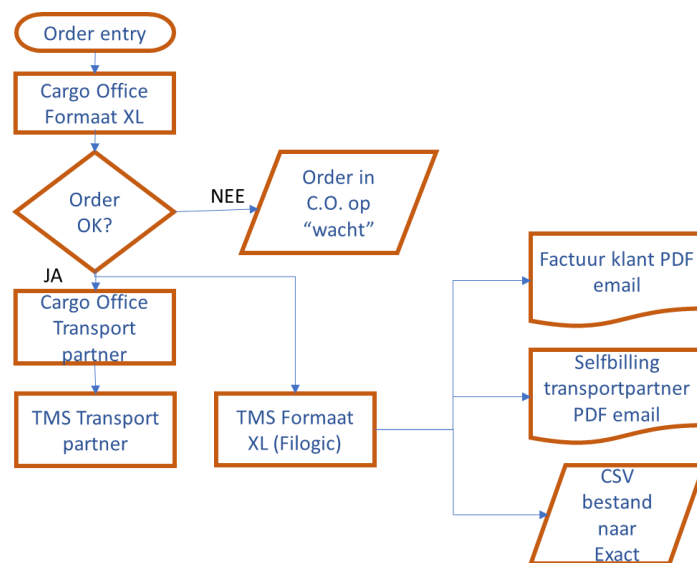 Order entry
Cargo Office
Formaat XL
Order
OK?
NEE
Order in
C.O. op
“wacht”
JA
Cargo Office
Transport
partner
TMS Transport
partner
TMS Formaat
XL (Filogic)
Factuur klant PDF
email
Selfbilling
transportpartner
PDF email
CSV
bestand
naar
Exact